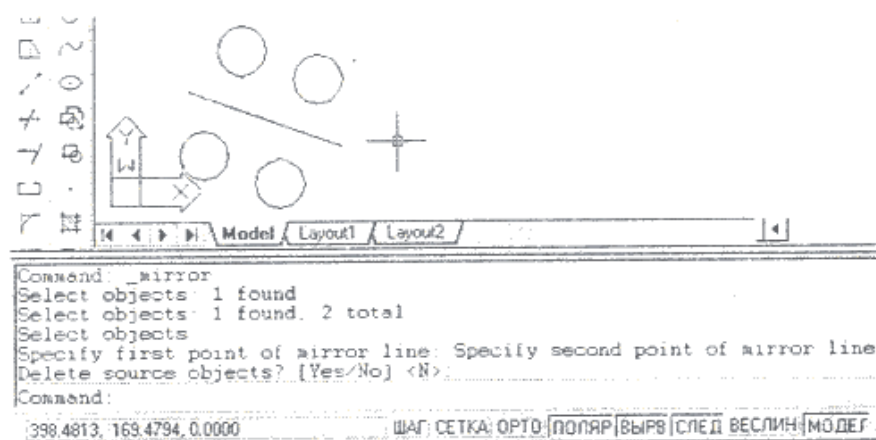 Y
W
X
Model Layout1 Layout2
Command: _mirror
Select objects: 1 found
Select objects: 1 found, 2 total
Select objects
Specify first point of mirror line: Specify second point of mirror line
Delete source objects? [Yes/No] <N>:
Command:
398.4813, 169.4794, 0.0000 ШАГ СЕТКА ОРТО ПОЛЯР ВЫРВ СЛЕД ВЕСЛИН МОДЕЛ